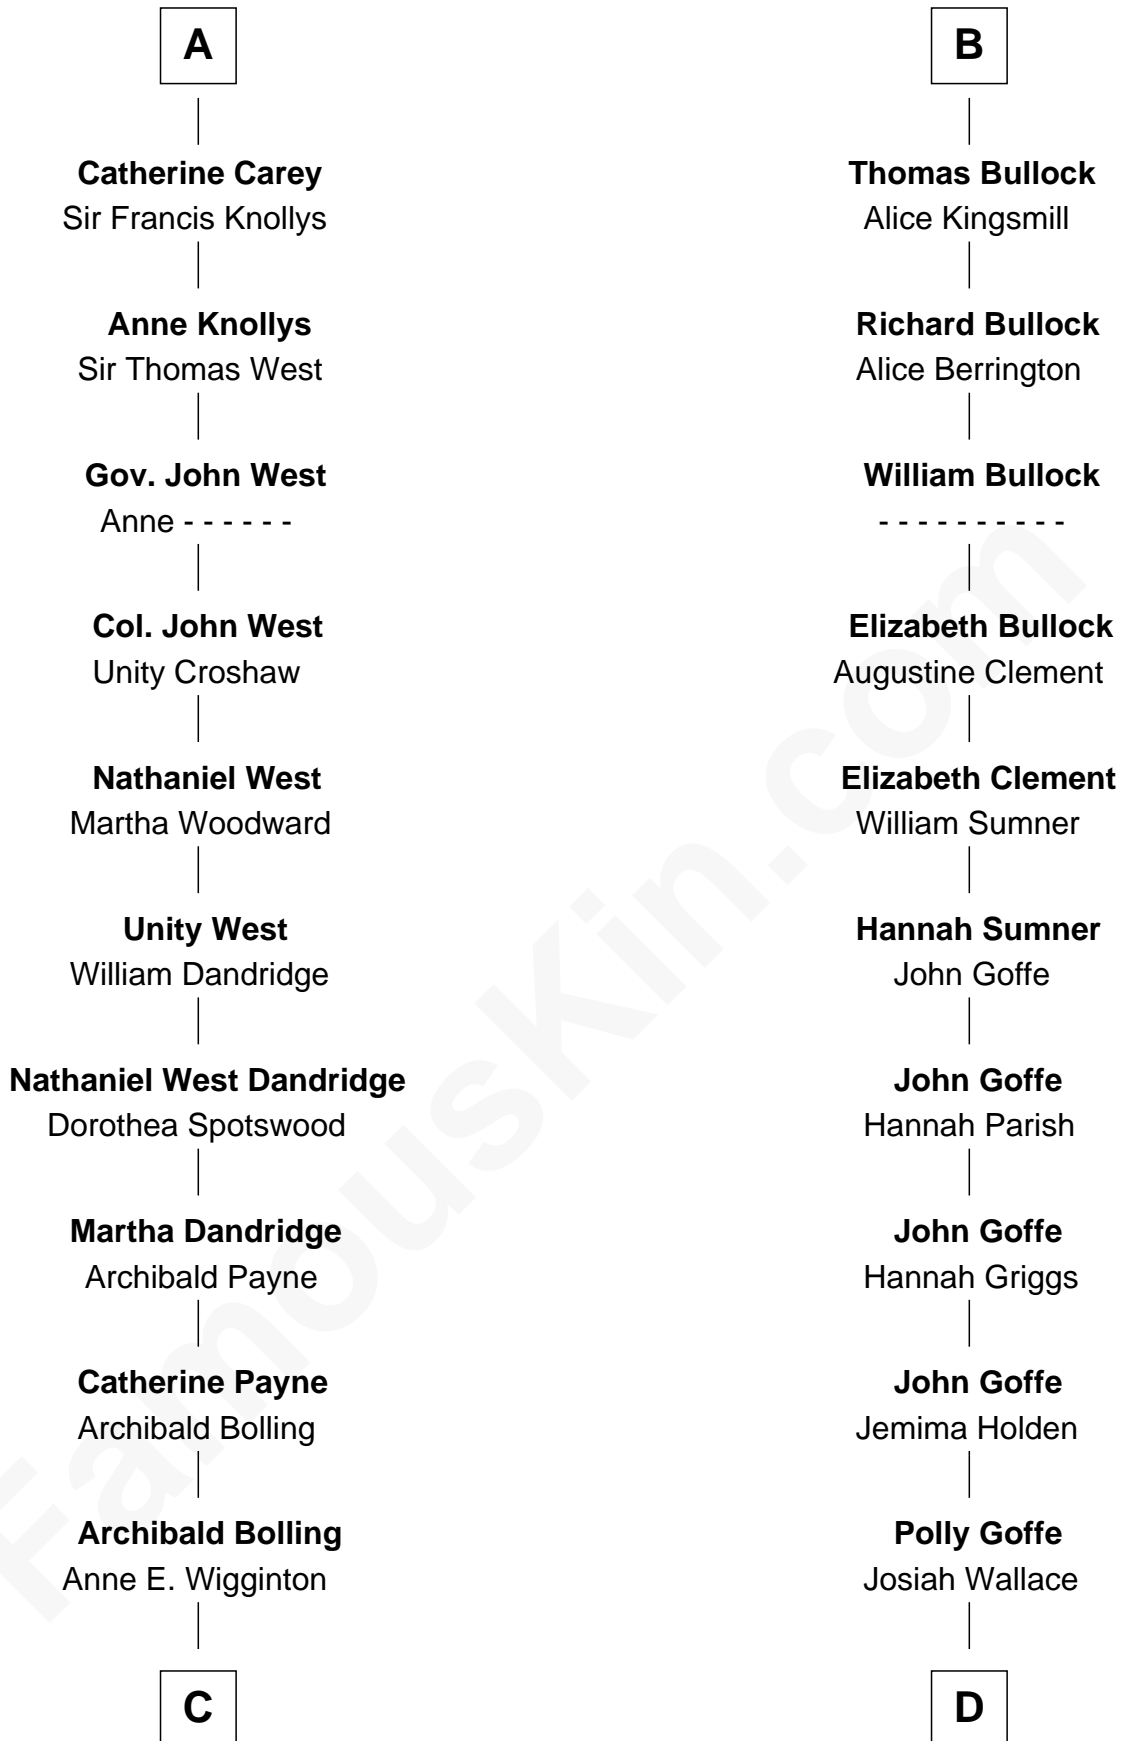 A
Catherine Carey
Sir Francis Knollys
Anne Knollys
Sir Thomas West
Gov. John West
Anne - - - - - -
Col. John West
Unity Croshaw
Nathaniel West
Martha Woodward
Unity West
William Dandridge
Nathaniel West Dandridge
Dorothea Spotswood
Martha Dandridge
Archibald Payne
Catherine Payne
Archibald Bolling
Archibald Bolling
Anne E. Wigginton
C
B
Thomas Bullock
Alice Kingsmill
Richard Bullock
Alice Berrington
William Bullock
- - - - - - - - - -
Elizabeth Bullock
Augustine Clement
Elizabeth Clement
William Sumner
Hannah Sumner
John Goffe
John Goffe
Hannah Parish
John Goffe
Hannah Griggs
John Goffe
Jemima Holden
Polly Goffe
Josiah Wallace
D
FamousKin.com